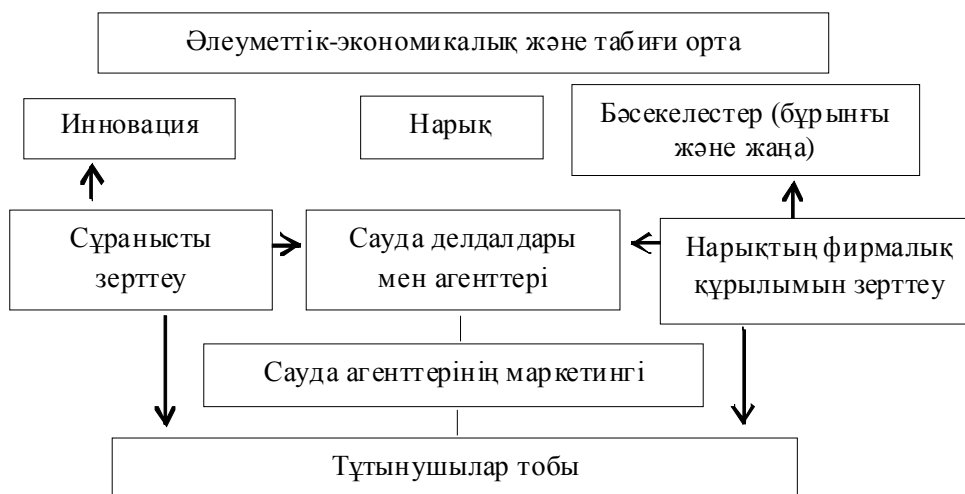 Әлеуметтік-экономикалық және табиғи орта
Инновация
Нарық
Бәсекелестер (бұрынғы
және жаңа)
Сұранысты
зерттеу
Сауда делдалдары
мен агенттері
Нарықтың фирмалық
құрылымын зерттеу
Сауда агенттерінің маркетингі
Тұтынушылар тобы